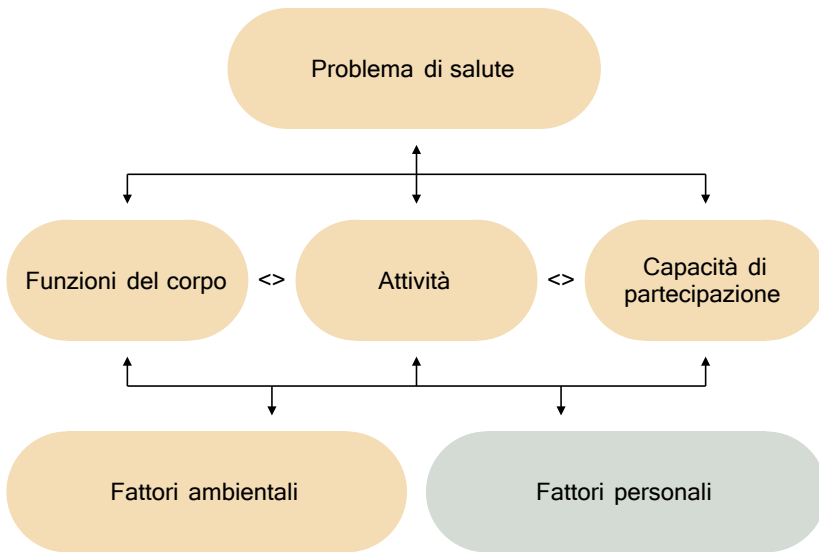 Problema di salute
Funzioni del corpo <> Attività <> Capacità di
partecipazione
Fattori ambientali
Fattori personali